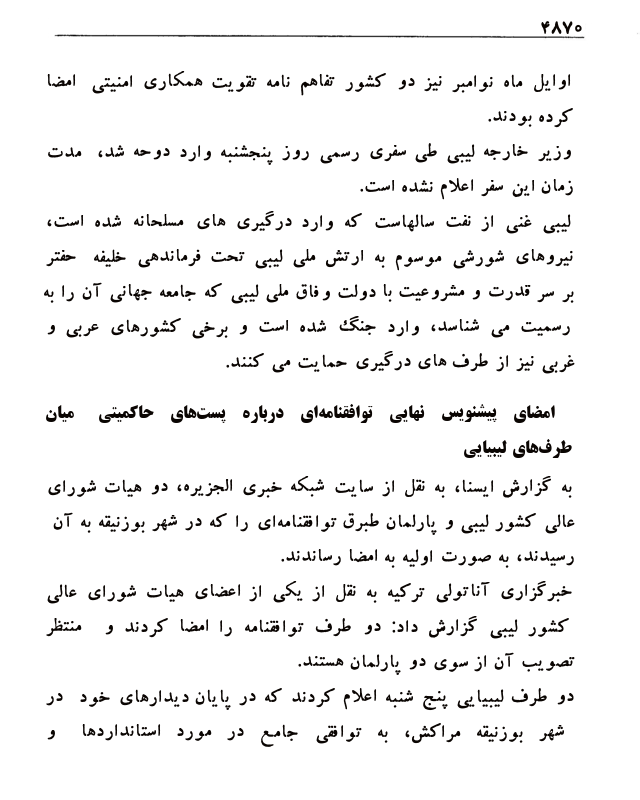 ۴۸۷۰
اوایل ماه نوامبر نیز دو کشور تفاهم نامه تقویت همکاری امنیتی امضا
کرده بودند.
وزیر خارجه لیبی طی سفری رسمی روز پنجشنبه وارد دوحه شد، مدت
زمان این سفر اعلام نشده است.
لیبی غنی از نفت سالهاست که وارد درگیری های مسلحانه شده است،
نیروهای شورشی موسوم به ارتش ملی لیبی تحت فرماندهی خلیفه حفتر
بر سر قدرت و مشروعیت با دولت وفاق ملی لیبی که جامعه جهانی آن را به
رسمیت می شناسد، وارد جنگ شده است و برخی کشورهای عربی و
غربی نیز از طرف های درگیری حمایت می کنند.
امضای پیشنویس نهایی توافقنامه‌ای درباره پست‌های حاکمیتی میان
طرف‌های لیبیایی
به گزارش ایسنا، به نقل از سایت شبکه خبری الجزیره، دو هیات شورای
عالی کشور لیبی و پارلمان طبرق توافقنامه‌ای را که در شهر بوزنیقه به آن
رسیدند، به صورت اولیه به امضا رساندند.
خبرگزاری آناتولی ترکیه به نقل از یکی از اعضای هیات شورای عالی
کشور لیبی گزارش داد: دو طرف توافقنامه را امضا کردند و منتظر
تصویب آن از سوی دو پارلمان هستند.
دو طرف لیبیایی پنج شنبه اعلام کردند که در پایان دیدارهای خود در
شهر بوزنیقه مراکش، به توافقی جامع در مورد استانداردها و